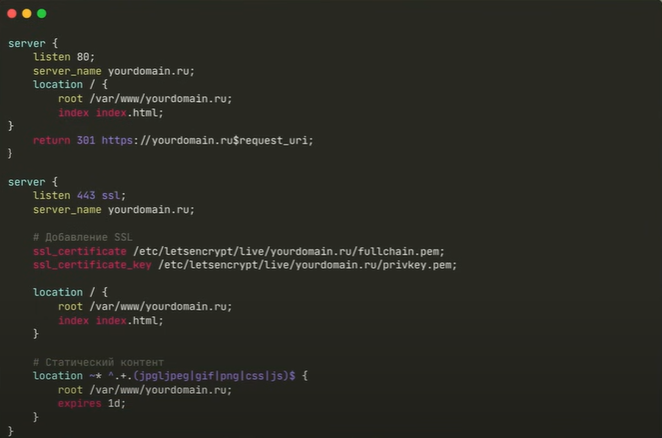 server {
    listen 80;
    server_name yourdomain.ru;
    location / {
        root /var/www/yourdomain.ru;
        index index.html;
}
    return 301 https://yourdomain.ru$request_uri;
}

server {
    listen 443 ssl;
    server_name yourdomain.ru;

    # Добавление SSL
    ssl_certificate /etc/letsencrypt/live/yourdomain.ru/fullchain.pem;
    ssl_certificate_key /etc/letsencrypt/live/yourdomain.ru/privkey.pem;

    location / {
        root /var/www/yourdomain.ru;
        index index.html;
    }

    # Статический контент
    location ~* ^.+.(jpgljpeg|gif|png|css|js)$ {
        root /var/www/yourdomain.ru;
        expires 1d;
    }
}